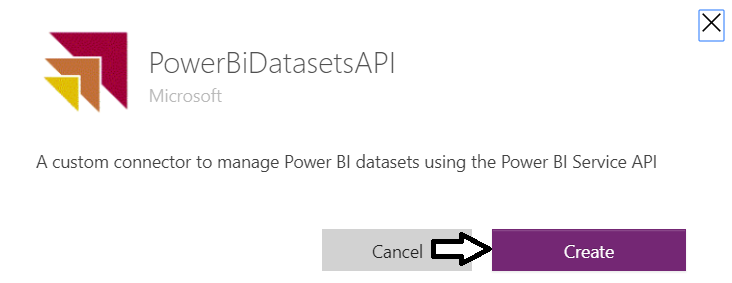 PowerBiDatasetsAPI
Microsoft
A custom connector to manage Power BI datasets using the Power BI Service API
Cancel
Create